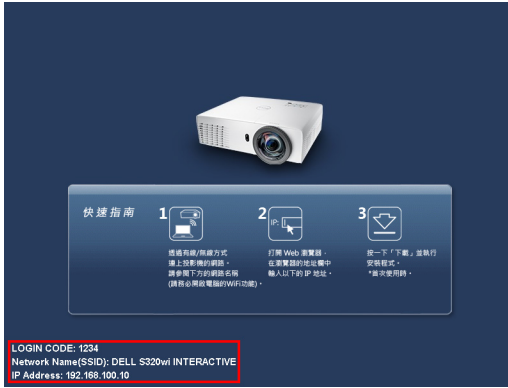 快速指南
1
透過有線/無線方式
連上投影機的網路。
請參閱下方的網路名稱
(請務必開啟電腦的WiFi功能)。
2
IP:
打開 Web 瀏覽器，
在瀏覽器的地址欄中
輸入以下的 IP 地址。
3
按一下「下載」並執行
安裝程式。
*首次使用時。
LOGIN CODE: 1234
Network Name(SSID): DELL S320wi INTERACTIVE
IP Address: 192.168.100.10